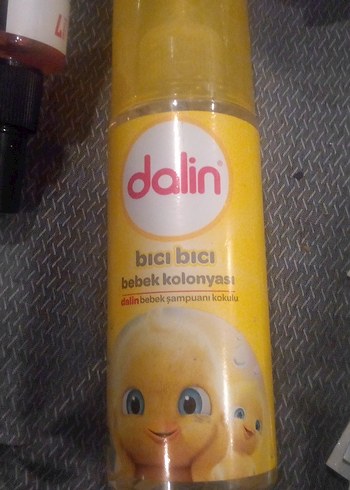 dalin®
bıcı bıcı
bebek kolonyası
dalin bebek şampuanı kokulu